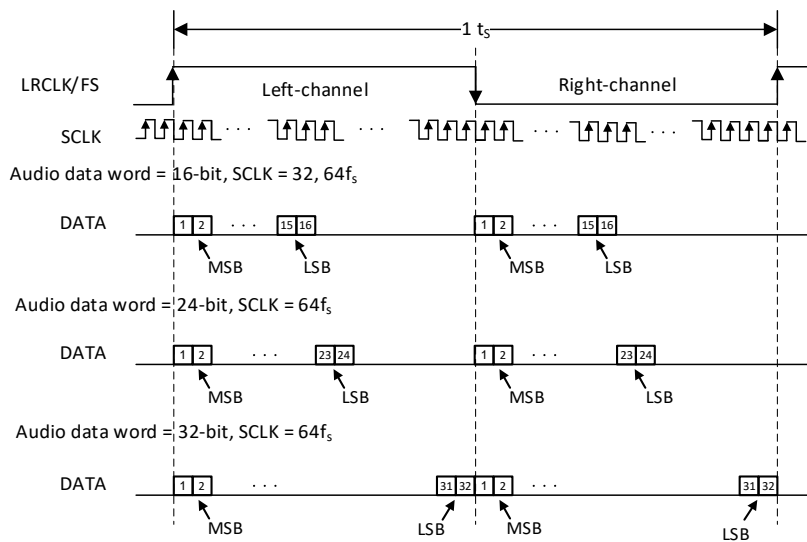 1 tS
LRCLK/FS
Left-channel
Right-channel
SCLK
. . .
. . .
. . .
. . .
Audio data word = 16-bit, SCLK = 32, 64fs
DATA
1 2 . . . 15 16 1 2 . . . 15 16
MSB LSB MSB LSB
Audio data word = 24-bit, SCLK = 64fs
DATA
1 2 . . . 23 24 1 2 . . . 23 24
MSB LSB MSB LSB
Audio data word = 32-bit, SCLK = 64fs
DATA
1 2 . . . 31 32 1 2 . . . 31 32
MSB LSB MSB LSB